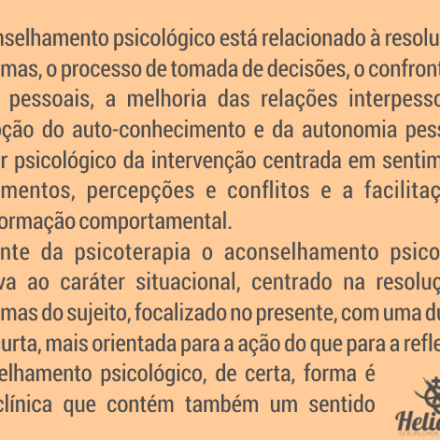 nselhamento psicológico está relacionado à resolu
mas, o processo de tomada de decisões, o confront
pessoais, a melhoria das relações interpesso
ção do auto-conhecimento e da autonomia pess
r psicológico da intervenção centrada em sentim
mentos, percepções e conflitos e a facilitaç
formação comportamental.
nte da psicoterapia o aconselhamento psico
va ao caráter situacional, centrado na resoluç
mas do sujeito, focalizado no presente, com uma du
curta, mais orientada para a ação do que para a refle
elhamento psicológico, de certa, forma é
clínica que contém também um sentido
Helio